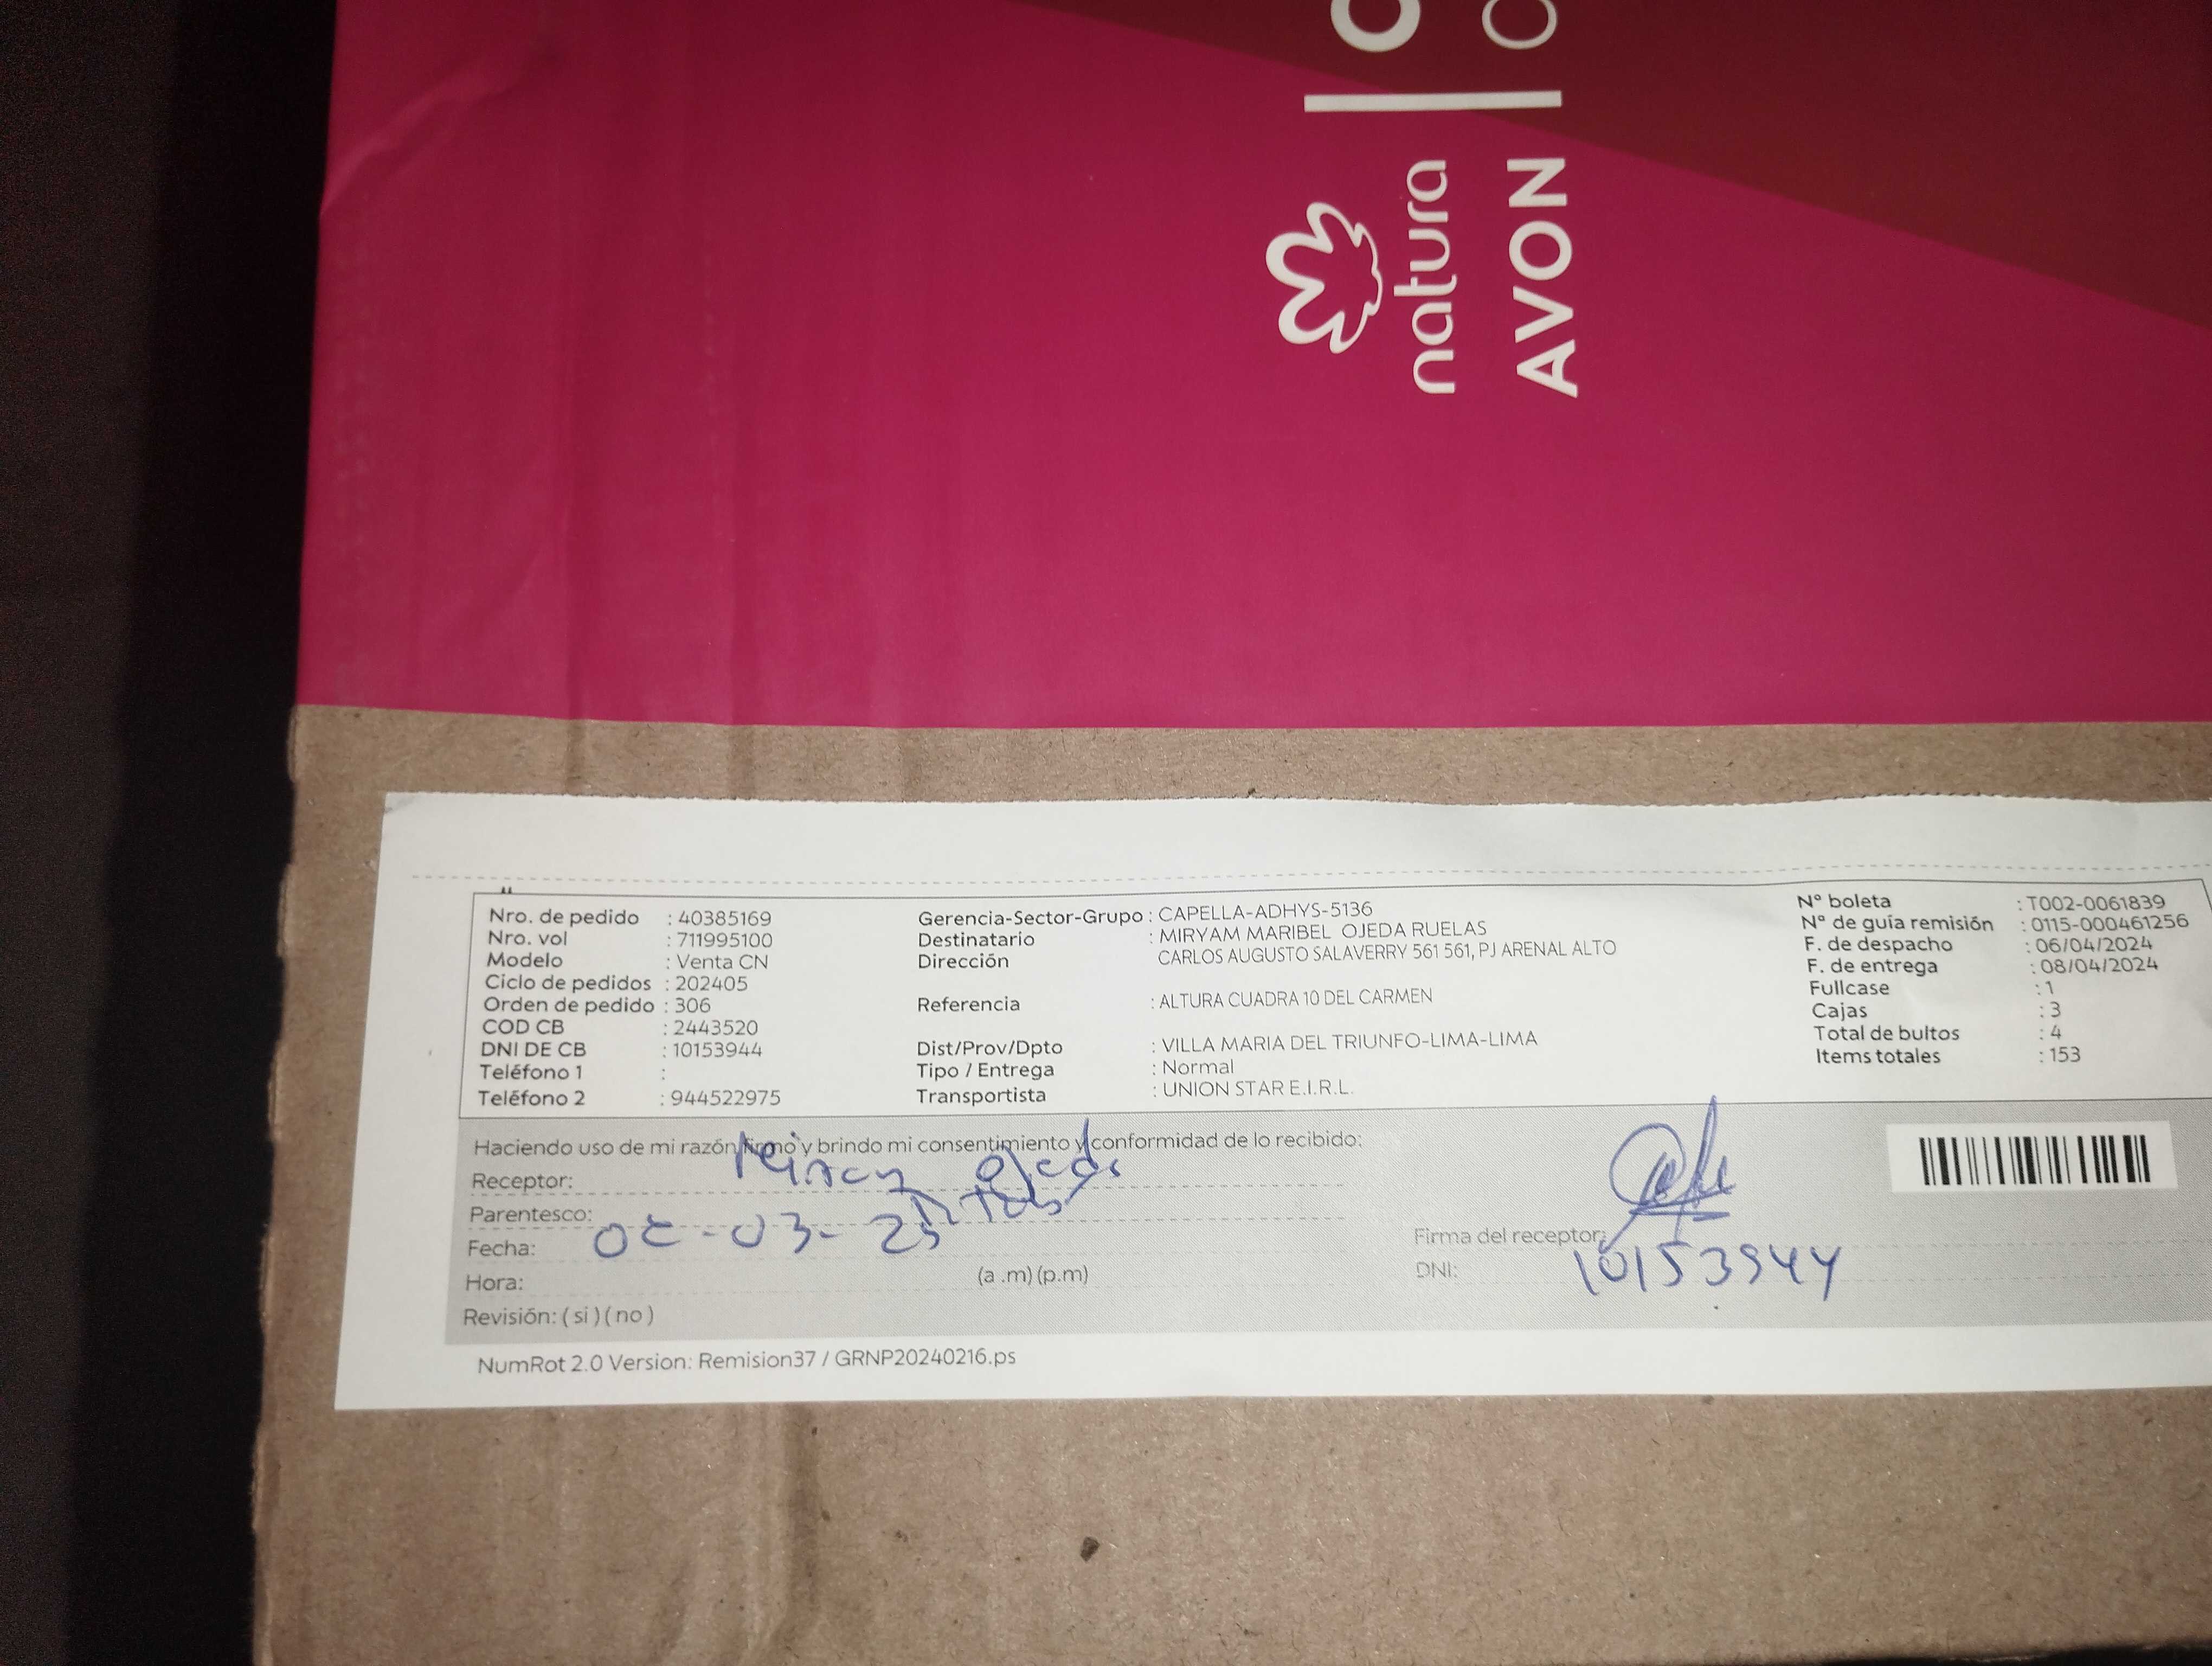 natura
AVON
Nro. de pedido : 40385169
Nro. vol : 711995100
Modelo : Venta CN
Ciclo de pedidos : 202405
Orden de pedido : 306
COD CB : 2443520
DNI DE CB : 10153944
Teléfono 1 :
Teléfono 2 : 944522975
Gerencia-Sector-Grupo : CAPELLA-ADHYS-5136
Destinatario : MIRYAM MARIBEL OJEDA RUELAS
Dirección CARLOS AUGUSTO SALAVERRY 561 561, PJ ARENAL ALTO
Referencia : ALTURA CUADRA 10 DEL CARMEN
Dist/Prov/Dpto : VILLA MARIA DEL TRIUNFO-LIMA-LIMA
Tipo / Entrega : Normal
Transportista : UNION STAR E.I.R.L.
N° boleta : T002-0061839
N° de guía remisión : 0115-000461256
F. de despacho : 06/04/2024
F. de entrega : 08/04/2024
Fullcase : 1
Cajas : 3
Total de bultos : 4
Items totales : 153
Haciendo uso de mi razón firmo y brindo mi consentimiento y conformidad de lo recibido:
Receptor: Ojeda
Parentesco:
Fecha:
Hora: (a .m) (p.m)
Revisión: ( si ) ( no )
Firma del receptor:
DNI: 10153944
NumRot 2.0 Version: Remision37 / GRNP20240216.ps